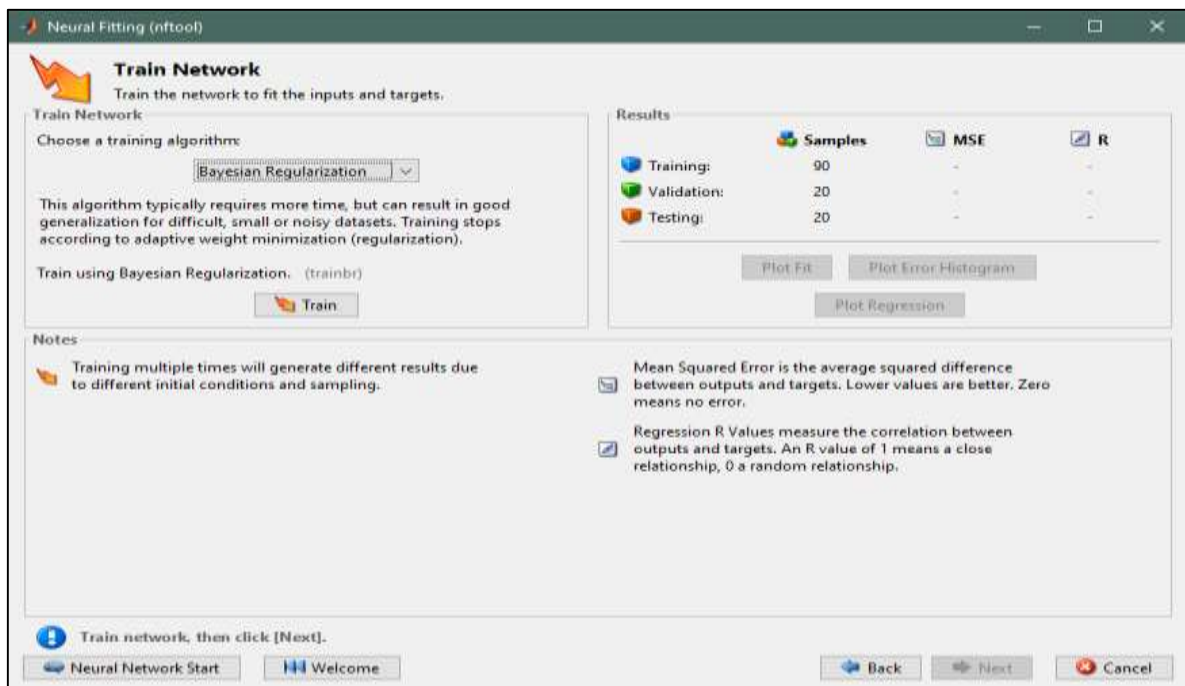 Neural Fitting (nftool)
Train Network
Train the network to fit the inputs and targets.
Train Network
Choose a training algorithm:
Bayesian Regularization
This algorithm typically requires more time, but can result in good
generalization for difficult, small or noisy datasets. Training stops
according to adaptive weight minimization (regularization).
Train using Bayesian Regularization. (trainbr)
Train
Results
Samples MSE R
Training: 90 - -
Validation: 20 - -
Testing: 20 - -
Plot Fit Plot Error Histogram
Plot Regression
Notes
Training multiple times will generate different results due
to different initial conditions and sampling.
Mean Squared Error is the average squared difference
between outputs and targets. Lower values are better. Zero
means no error.
Regression R Values measure the correlation between
outputs and targets. An R value of 1 means a close
relationship, 0 a random relationship.
Train network, then click [Next].
Neural Network Start Welcome Back Next Cancel